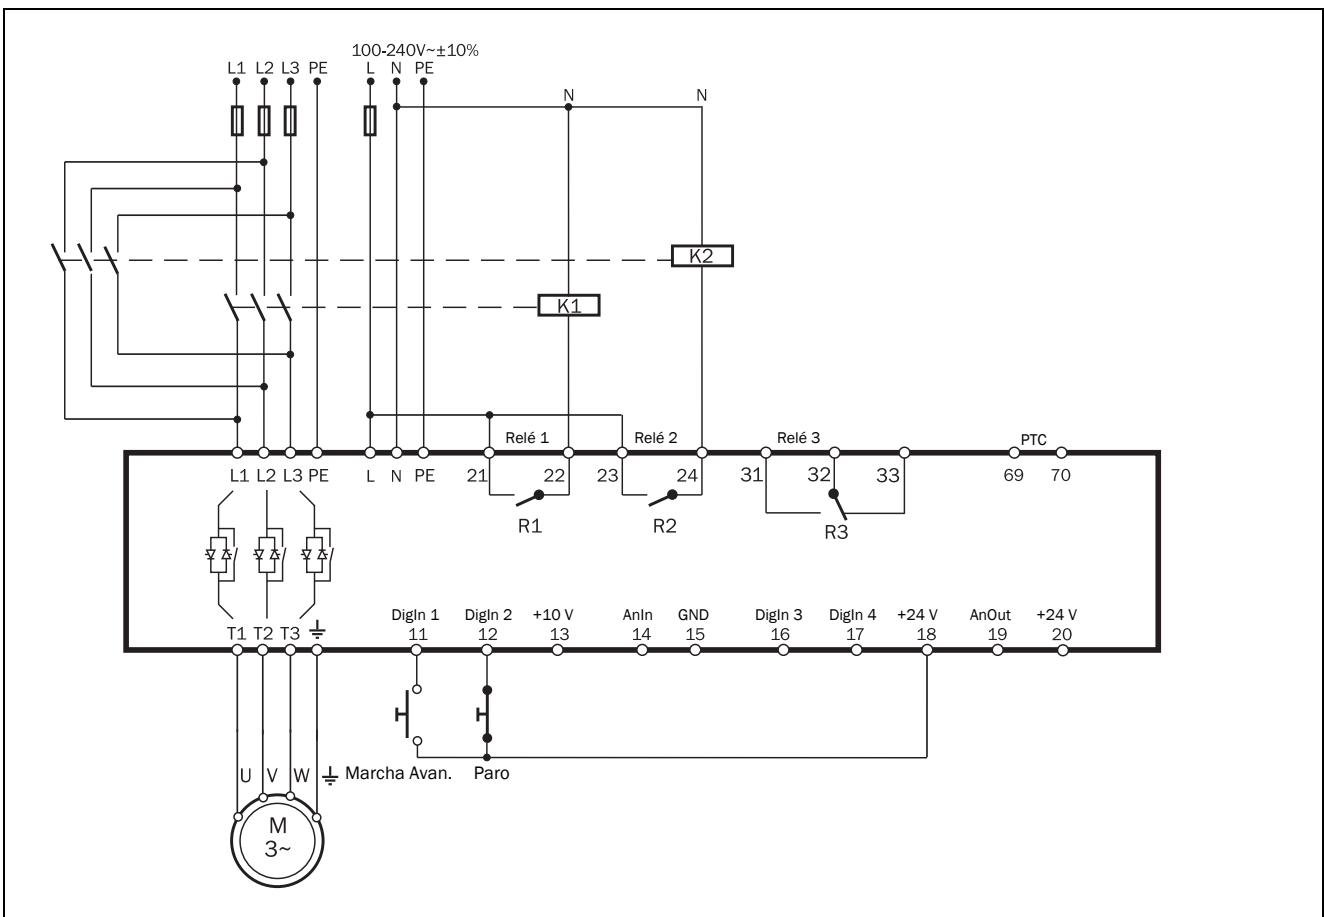 100-240V~±10%
L1 L2 L3 PE L N PE
N N
K2
K1
Relé 1 Relé 2 Relé 3 PTC
L1 L2 L3 PE L N PE 21 22 23 24 31 32 33 69 70
R1 R2 R3
DigIn 1 DigIn 2 +10 V AnIn GND DigIn 3 DigIn 4 +24 V AnOut +24 V
T1 T2 T3 11 12 13 14 15 16 17 18 19 20
U V W Marcha Avan. Paro
M
3~